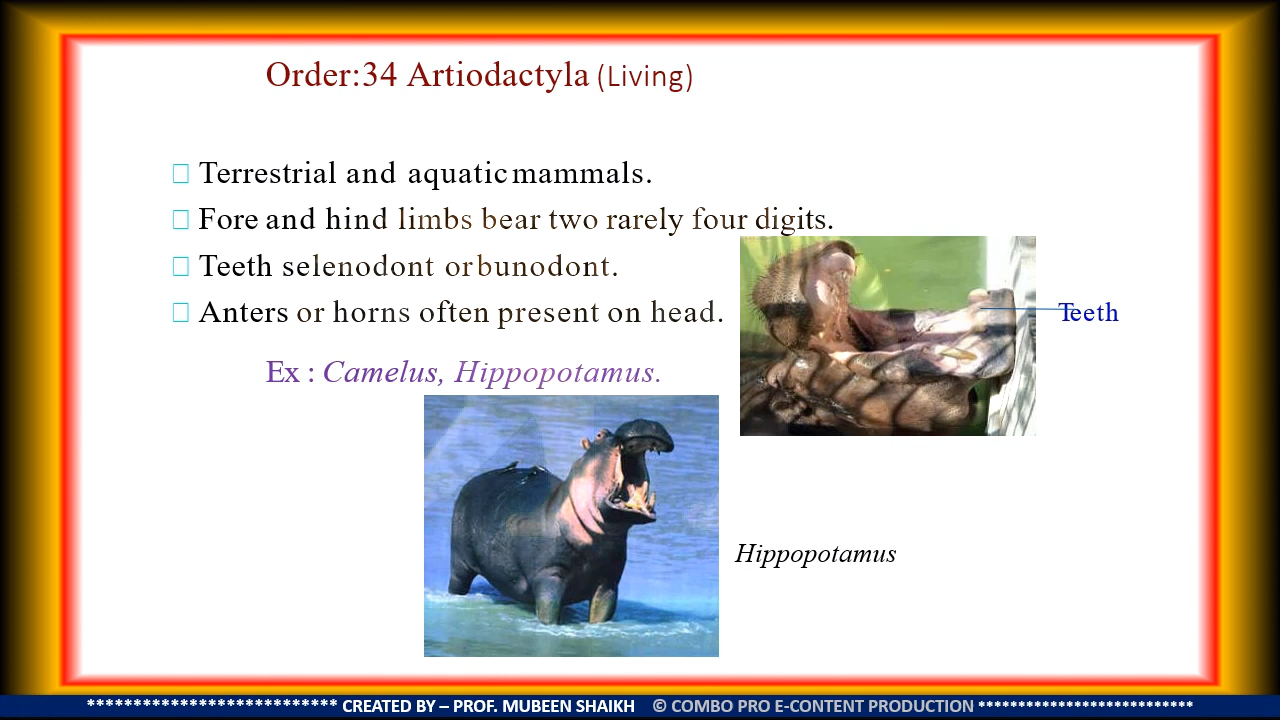 Order:34 Artiodactyla (Living)
Terrestrial and aquatic mammals.
Fore and hind limbs bear two rarely four digits.
Teeth selenodont or bunodont.
Anters or horns often present on head.
Teeth
Ex : Camelus, Hippopotamus.
Hippopotamus
*************************** CREATED BY – PROF. MUBEEN SHAIKH © COMBO PRO E-CONTENT PRODUCTION ***************************